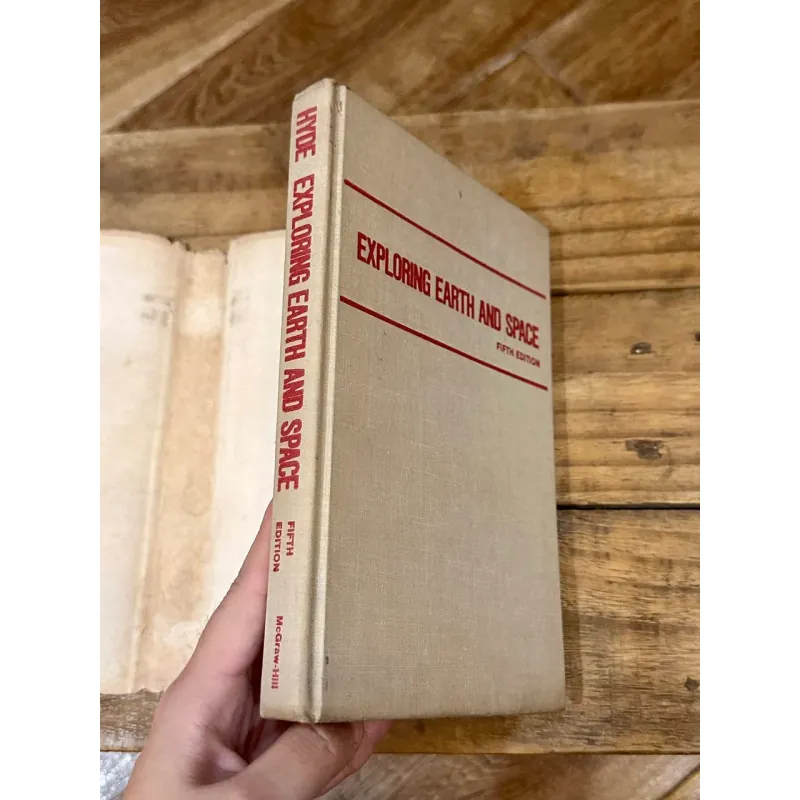 HYDE EXPLORING EARTH AND SPACE
FIFTH
EDITION
McGraw-Hill
EXPLORING EARTH AND SPACE
FIFTH EDITION